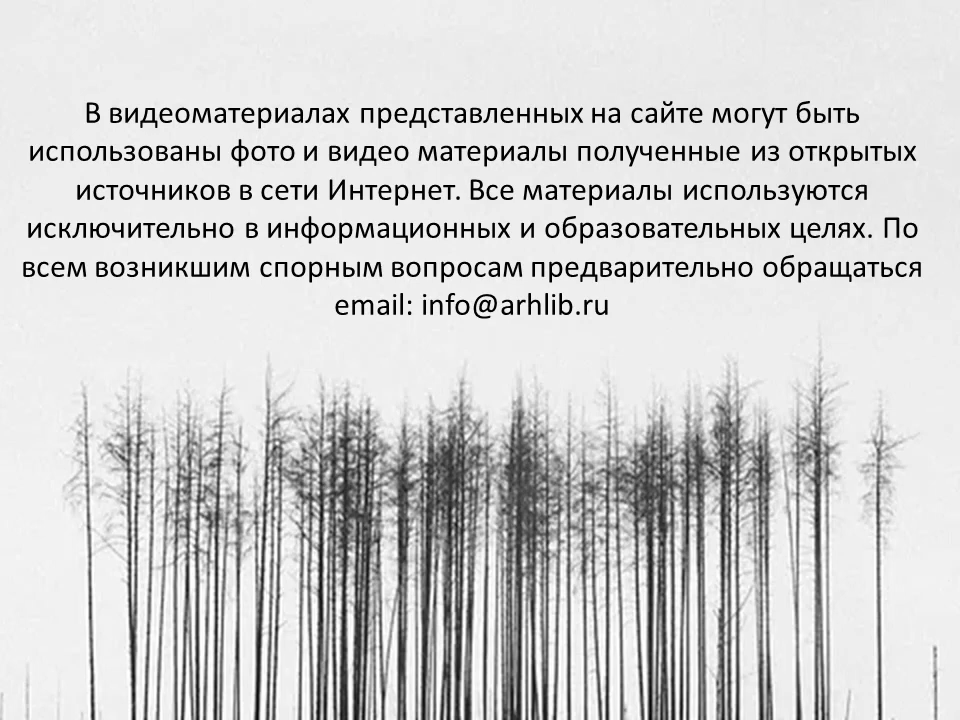 В видеоматериалах представленных на сайте могут быть
использованы фото и видео материалы полученные из открытых
источников в сети Интернет. Все материалы используются
исключительно в информационных и образовательных целях. По
всем возникшим спорным вопросам предварительно обращаться
email: info@arhlib.ru